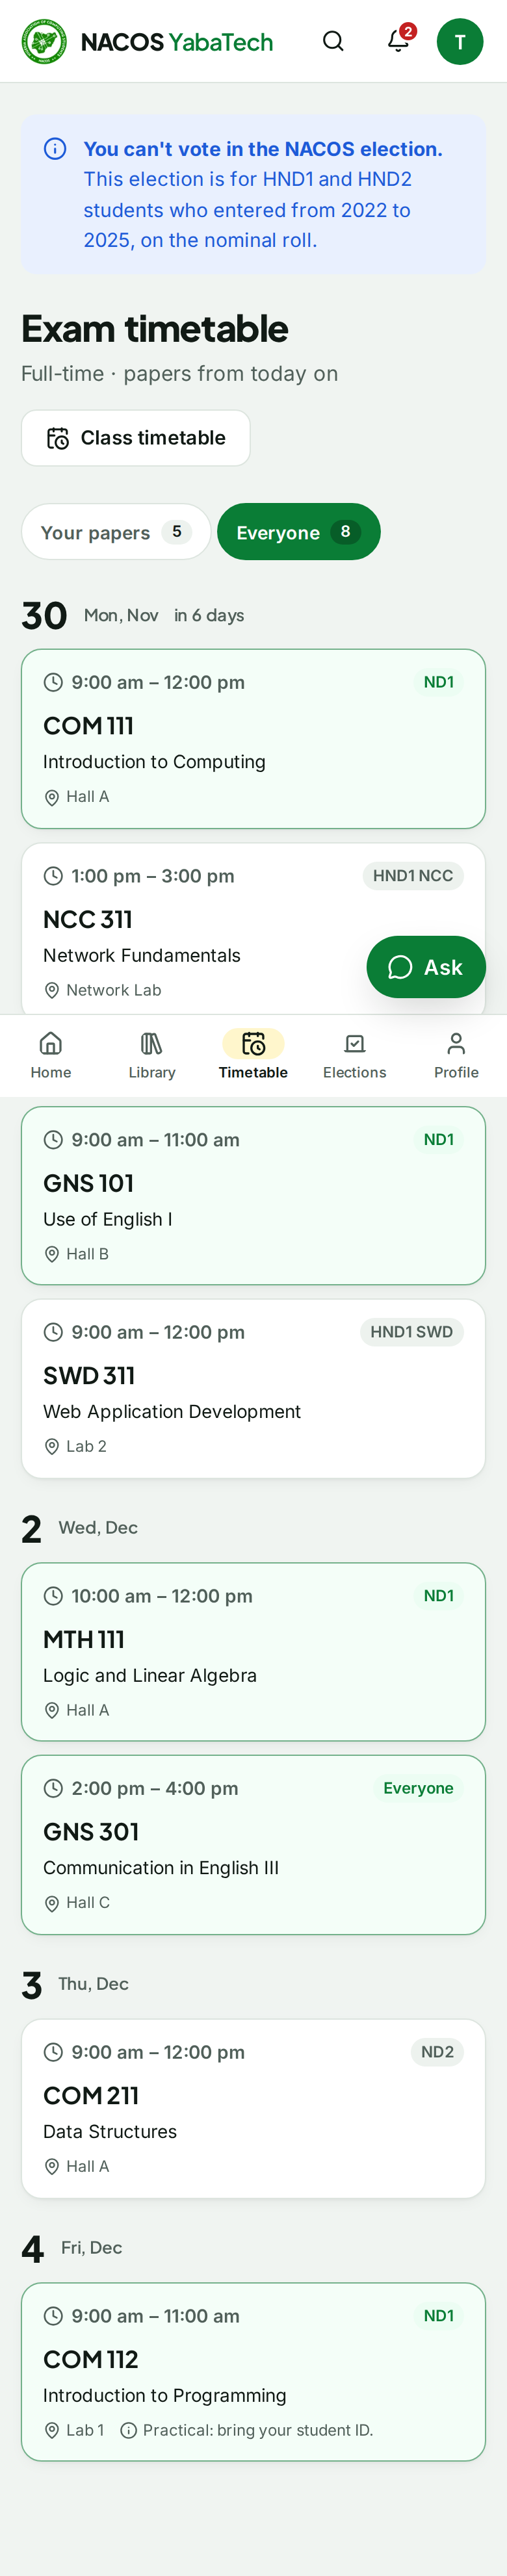 NACOS YabaTech
2
T
You can't vote in the NACOS election.
This election is for HND1 and HND2
students who entered from 2022 to
2025, on the nominal roll.
Exam timetable
Full-time · papers from today on
Class timetable
Your papers 5
Everyone 8
30 Mon, Nov in 6 days
9:00 am – 12:00 pm ND1
COM 111
Introduction to Computing
Hall A
1:00 pm – 3:00 pm HND1 NCC
NCC 311
Network Fundamentals
Network Lab
Ask
Home Library Timetable Elections Profile
9:00 am – 11:00 am ND1
GNS 101
Use of English I
Hall B
9:00 am – 12:00 pm HND1 SWD
SWD 311
Web Application Development
Lab 2
2 Wed, Dec
10:00 am – 12:00 pm ND1
MTH 111
Logic and Linear Algebra
Hall A
2:00 pm – 4:00 pm Everyone
GNS 301
Communication in English III
Hall C
3 Thu, Dec
9:00 am – 12:00 pm ND2
COM 211
Data Structures
Hall A
4 Fri, Dec
9:00 am – 11:00 am ND1
COM 112
Introduction to Programming
Lab 1 Practical: bring your student ID.